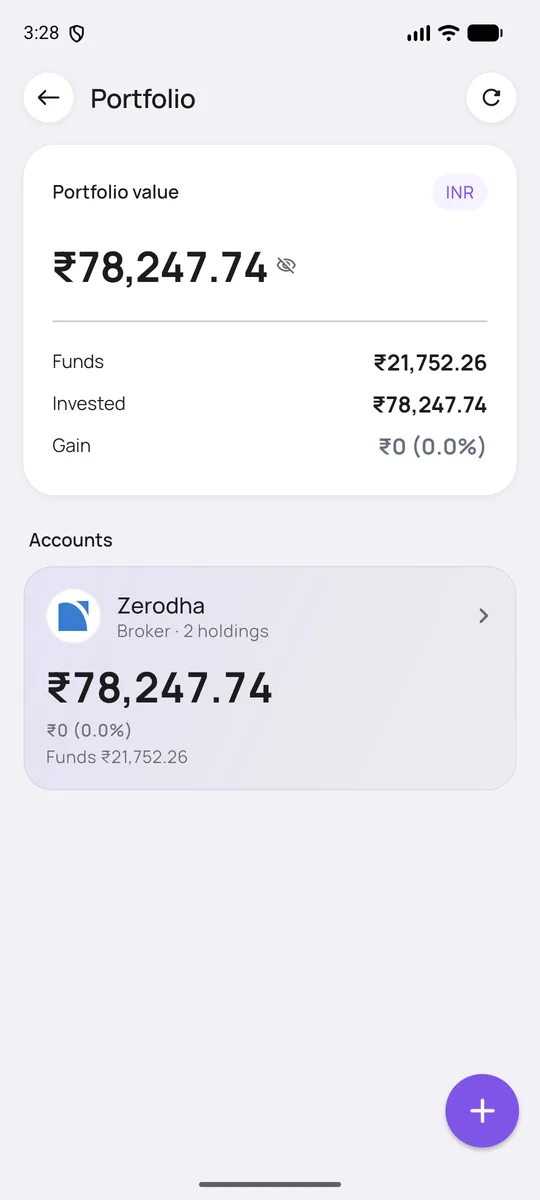 3:28
Portfolio
Portfolio value
INR
₹78,247.74
Funds ₹21,752.26
Invested ₹78,247.74
Gain ₹0 (0.0%)
Accounts
Zerodha
Broker · 2 holdings
₹78,247.74
₹0 (0.0%)
Funds ₹21,752.26